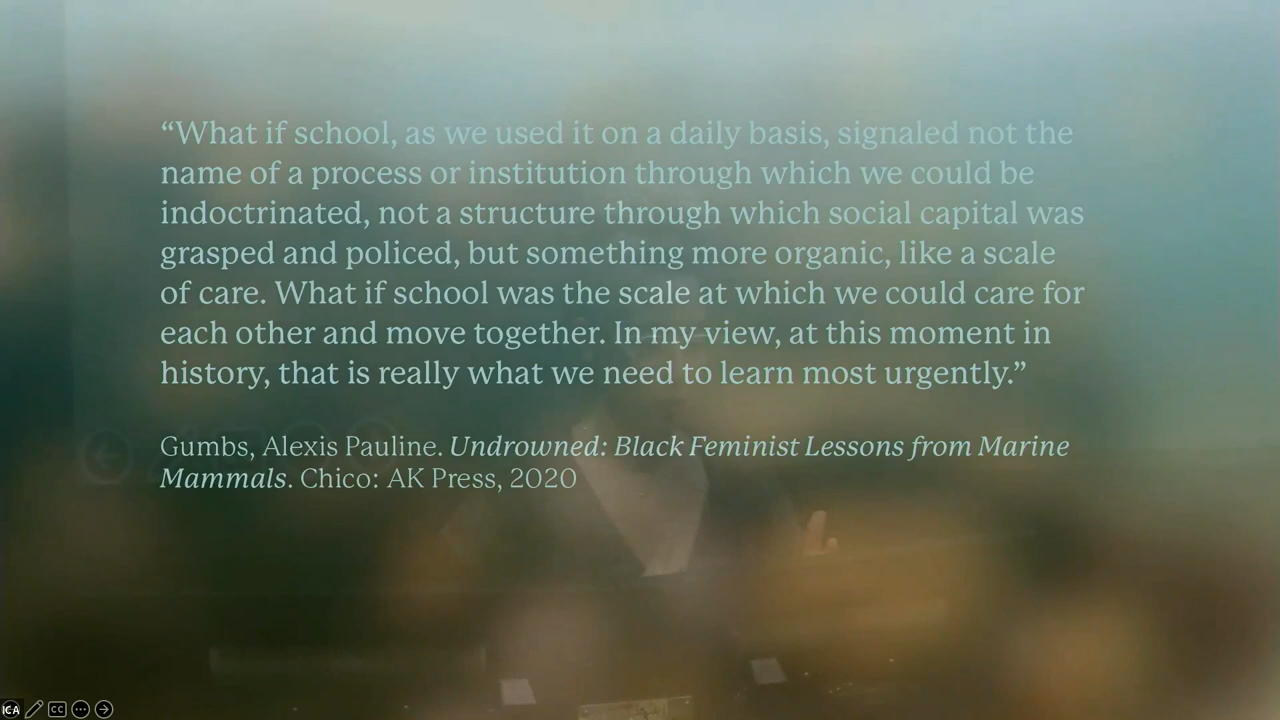 “What if school, as we used it on a daily basis, signaled not the
name of a process or institution through which we could be
indoctrinated, not a structure through which social capital was
grasped and policed, but something more organic, like a scale
of care. What if school was the scale at which we could care for
each other and move together. In my view, at this moment in
history, that is really what we need to learn most urgently.”
Gumbs, Alexis Pauline. Undrowned: Black Feminist Lessons from Marine
Mammals. Chico: AK Press, 2020
ICA CC